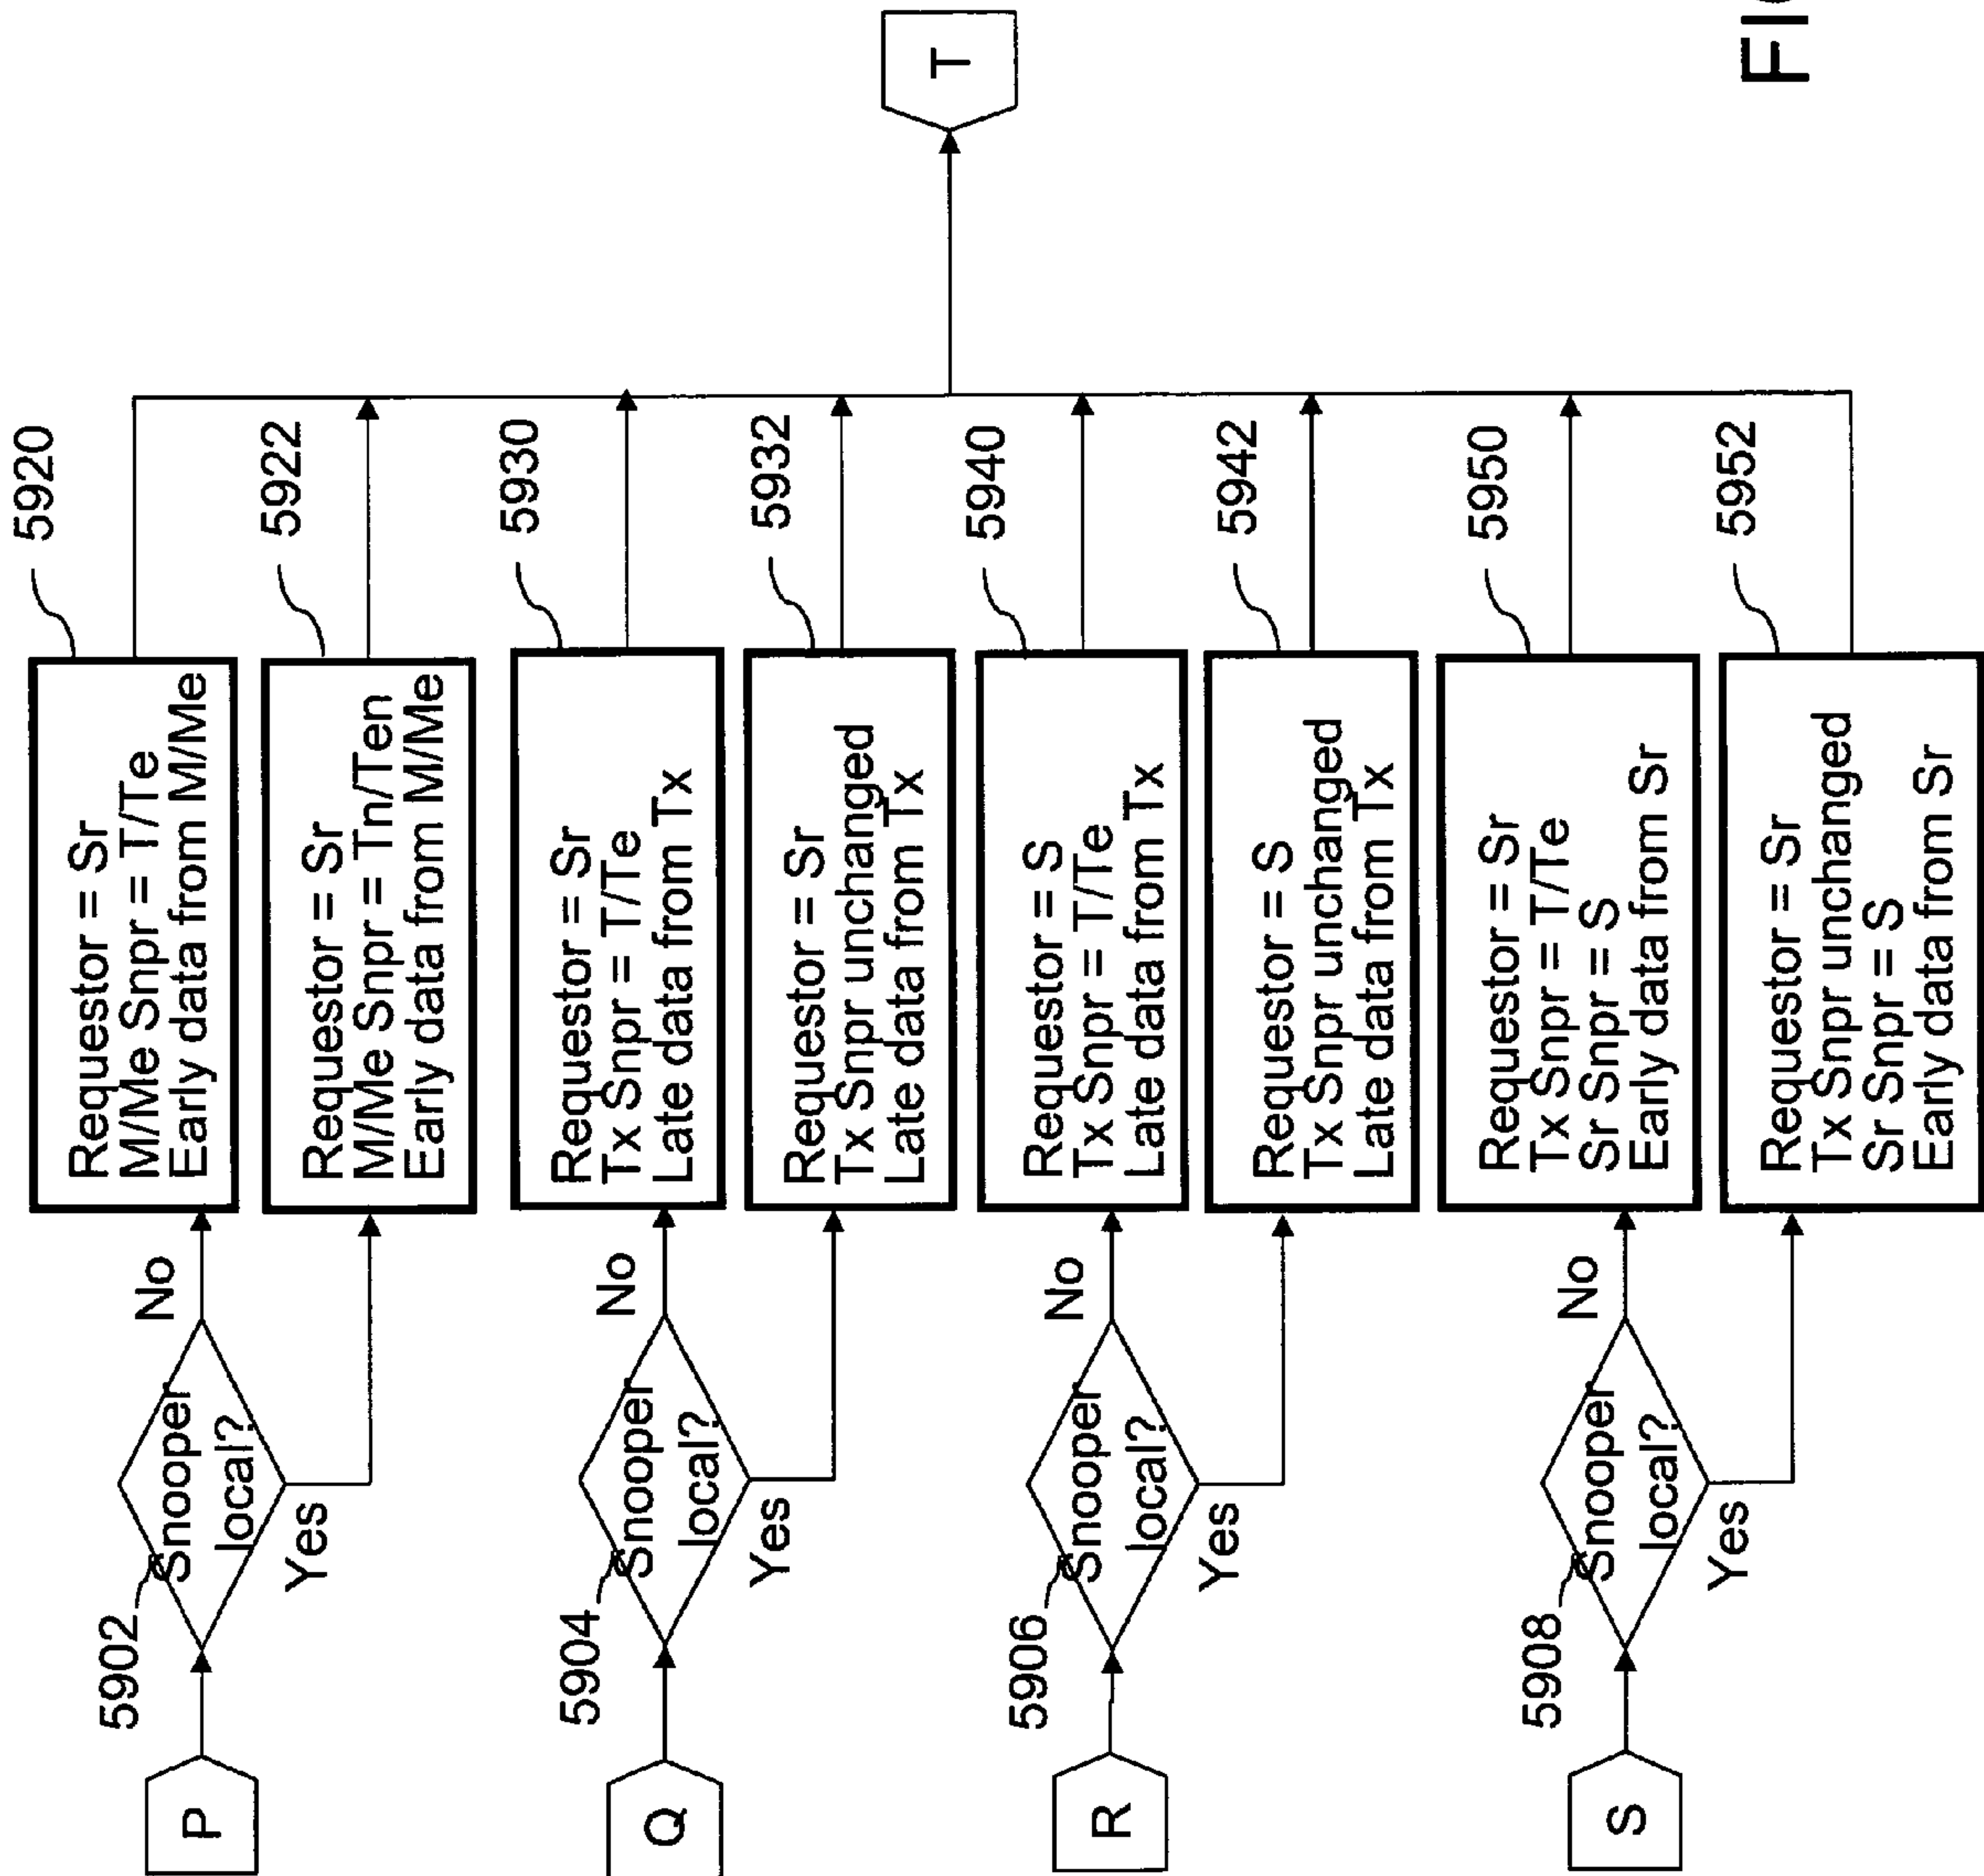 P
5902
Snooper
local?
No
Yes
5920
Requestor = Sr
M/Me Snpr = T/Te
Early data from M/Me
5922
Requestor = Sr
M/Me Snpr = Tn/Ten
Early data from M/Me
Q
5904
Snooper
local?
No
Yes
5930
Requestor = Sr
Tx Snpr = T/Te
Late data from Tx
5932
Requestor = Sr
Tx Snpr unchanged
Late data from Tx
R
5906
Snooper
local?
No
Yes
5940
Requestor = S
Tx Snpr = T/Te
Late data from Tx
5942
Requestor = S
Tx Snpr unchanged
Late data from Tx
S
5908
Snooper
local?
No
Yes
5950
Requestor = Sr
Tx Snpr = T/Te
Sr Snpr = S
Early data from Sr
5952
Requestor = Sr
Tx Snpr unchanged
Sr Snpr = S
Early data from Sr
T